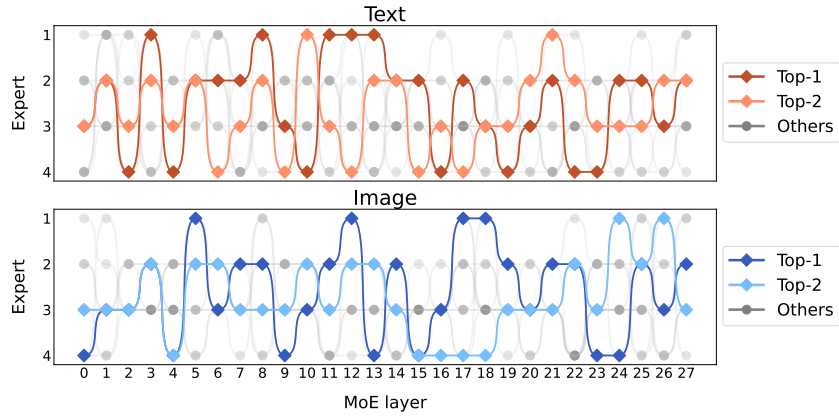 Text
Expert
1
2
3
4
Top-1
Top-2
Others
Image
Expert
1
2
3
4
Top-1
Top-2
Others
0 1 2 3 4 5 6 7 8 9 10 11 12 13 14 15 16 17 18 19 20 21 22 23 24 25 26 27
MoE layer